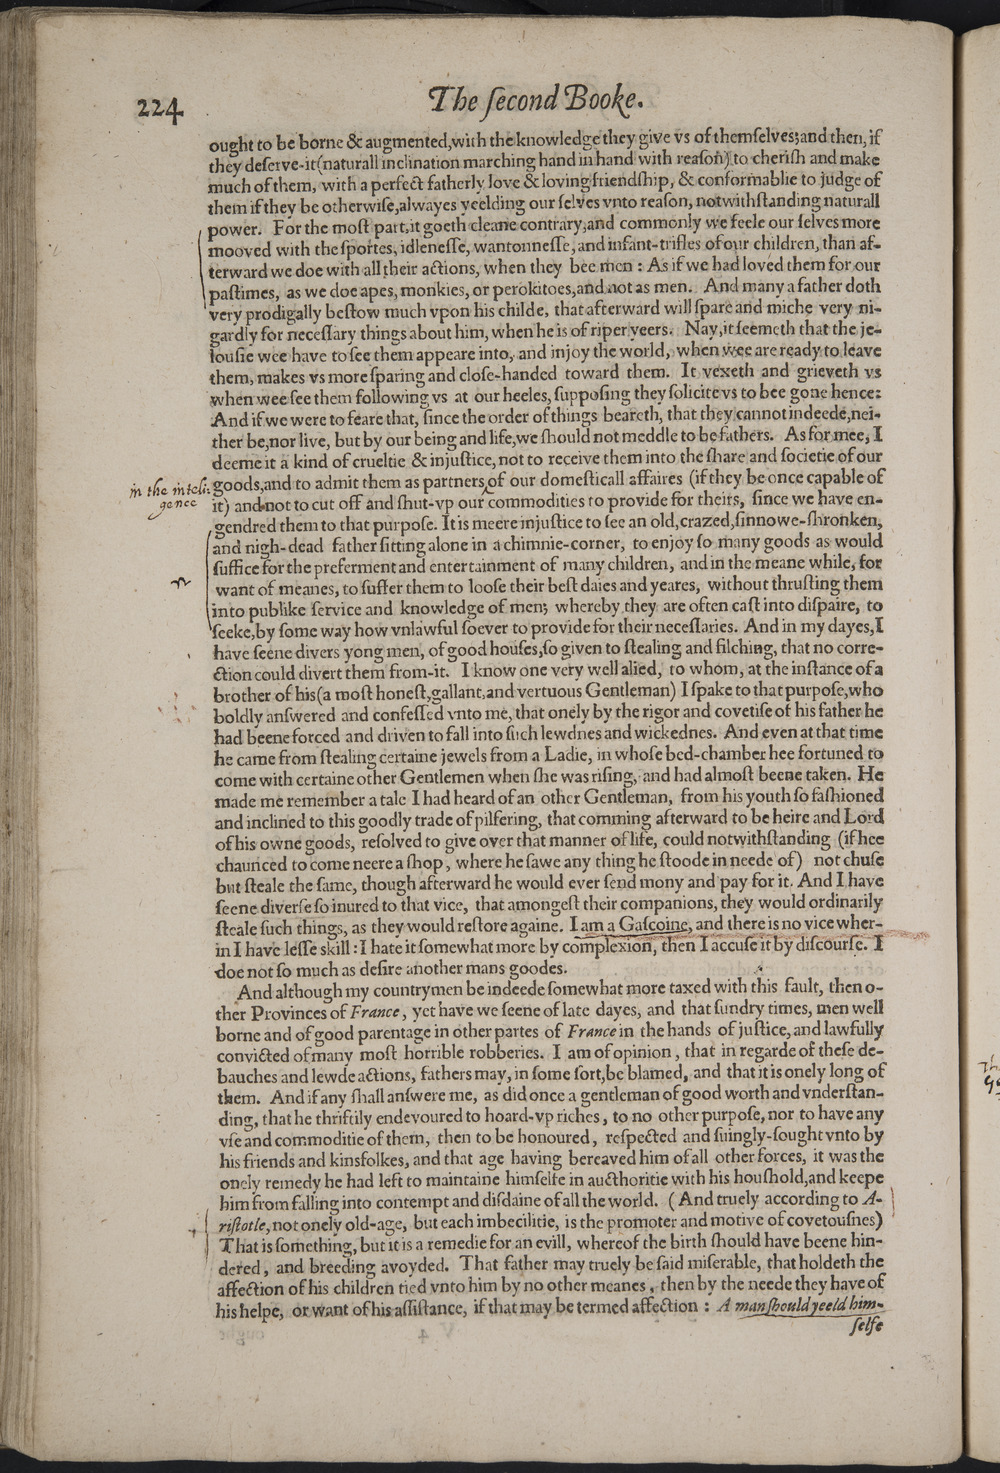 224 The ſecond Booke.
ought to be borne & augmented, with the knowledge they give vs of themſelves; and then, if
they deſerve-it (naturall inclination marching hand in hand with reaſon) to cheriſh and make
much of them, with a perfect fatherly love & loving friendſhip, & conformablie to judge of
them if they be otherwiſe, alwayes yeelding our ſelves vnto reaſon, notwithſtanding naturall
power. For the moſt part, it goeth cleane contrary, and commonly we feele our ſelves more
mooved with the ſportes, idleneſſe, wantonneſſe, and infant-trifles of our children, than af-
terward we doe with all their actions, when they bee men : As if we had loved them for our
paſtimes, as we doe apes, monkies, or perokitoes, and not as men. And many a father doth
very prodigally beſtow much vpon his childe, that afterward will ſpare and miche very ni-
gardly for neceſſary things about him, when he is of riper yeers. Nay, it ſeemeth that the je-
louſie wee have to ſee them appeare into, and injoy the world, when wee are ready to leave
them, makes vs more ſparing and cloſe-handed toward them. It vexeth and grieveth vs
when wee ſee them following vs at our heeles, ſuppoſing they ſolicite vs to bee gone hence:
And if we were to feare that, ſince the order of things beareth, that they cannot indeede, nei-
ther be, nor live, but by our being and life, we ſhould not meddle to be fathers. As for mee, I
deeme it a kind of crueltie & injuſtice, not to receive them into the ſhare and ſocietie of our
in the inteli: goods, and to admit them as partners of our domeſticall affaires (if they be once capable of
gence it) and not to cut off and ſhut-vp our commodities to provide for theirs, ſince we have en-
gendred them to that purpoſe. It is meere injuſtice to ſee an old, crazed, ſinnowe-ſhronken,
and nigh-dead father ſitting alone in a chimnie-corner, to enjoy ſo many goods as would
ſuffice for the preferment and entertainment of many children, and in the meane while, for
want of meanes, to ſuffer them to looſe their beſt daies and yeares, without thruſting them
into publike ſervice and knowledge of men; whereby they are often caſt into diſpaire, to
ſeeke, by ſome way how vnlawful ſoever to provide for their neceſſaries. And in my dayes, I
have ſeene divers yong men, of good houſes, ſo given to ſtealing and filching, that no corre-
ction could divert them from-it. I know one very well alied, to whom, at the inſtance of a
brother of his (a moſt honeſt, gallant, and vertuous Gentleman) I ſpake to that purpoſe, who
boldly anſwered and confeſſed vnto me, that onely by the rigor and covetiſe of his father he
had beene forced and driven to fall into ſuch lewdnes and wickednes. And even at that time
he came from ſtealing certaine jewels from a Ladie, in whoſe bed-chamber hee fortuned to
come with certaine other Gentlemen when ſhe was riſing, and had almoſt beene taken. He
made me remember a tale I had heard of an other Gentleman, from his youth ſo faſhioned
and inclined to this goodly trade of pilfering, that comming afterward to be heire and Lord
of his owne goods, reſolved to give over that manner of life, could notwithſtanding (if hee
chaunced to come neere a ſhop, where he ſawe any thing he ſtoode in neede of) not chuſe
but ſteale the ſame, though afterward he would ever ſend mony and pay for it. And I have
ſeene diverſe ſo inured to that vice, that amongeſt their companions, they would ordinarily
ſteale ſuch things, as they would reſtore againe. I am a Gaſcoine, and there is no vice wher-
in I have leſſe skill : I hate it ſomewhat more by complexion, then I accuſe it by diſcourſe. I
doe not ſo much as deſire another mans goodes.
And although my countrymen be indeede ſomewhat more taxed with this fault, then o-
ther Provinces of France, yet have we ſeene of late dayes, and that ſundry times, men well
borne and of good parentage in other partes of France in the hands of juſtice, and lawfully
convicted of many moſt horrible robberies. I am of opinion, that in regarde of theſe de-
bauches and lewde actions, fathers may, in ſome ſort, be blamed, and that it is onely long of
them. And if any ſhall anſwere me, as did once a gentleman of good worth and vnderſtan-
ding, that he thriftily endevoured to hoard-vp riches, to no other purpoſe, nor to have any
vſe and commoditie of them, then to be honoured, reſpected and ſuingly-ſought vnto by
his friends and kinsfolkes, and that age having bereaved him of all other forces, it was the
onely remedy he had left to maintaine himſelfe in aucthoritie with his houſhold, and keepe
him from falling into contempt and diſdaine of all the world. (And truely according to A-
riſtotle, not onely old-age, but each imbecilitie, is the promoter and motive of covetouſnes)
That is ſomething, but it is a remedie for an evill, whereof the birth ſhould have beene hin-
dered, and breeding avoyded. That father may truely be ſaid miſerable, that holdeth the
affection of his children tied vnto him by no other meanes, then by the neede they have of
his helpe, or want of his aſſiſtance, if that may be termed affection : A man ſhould yeeld him-
ſelfe